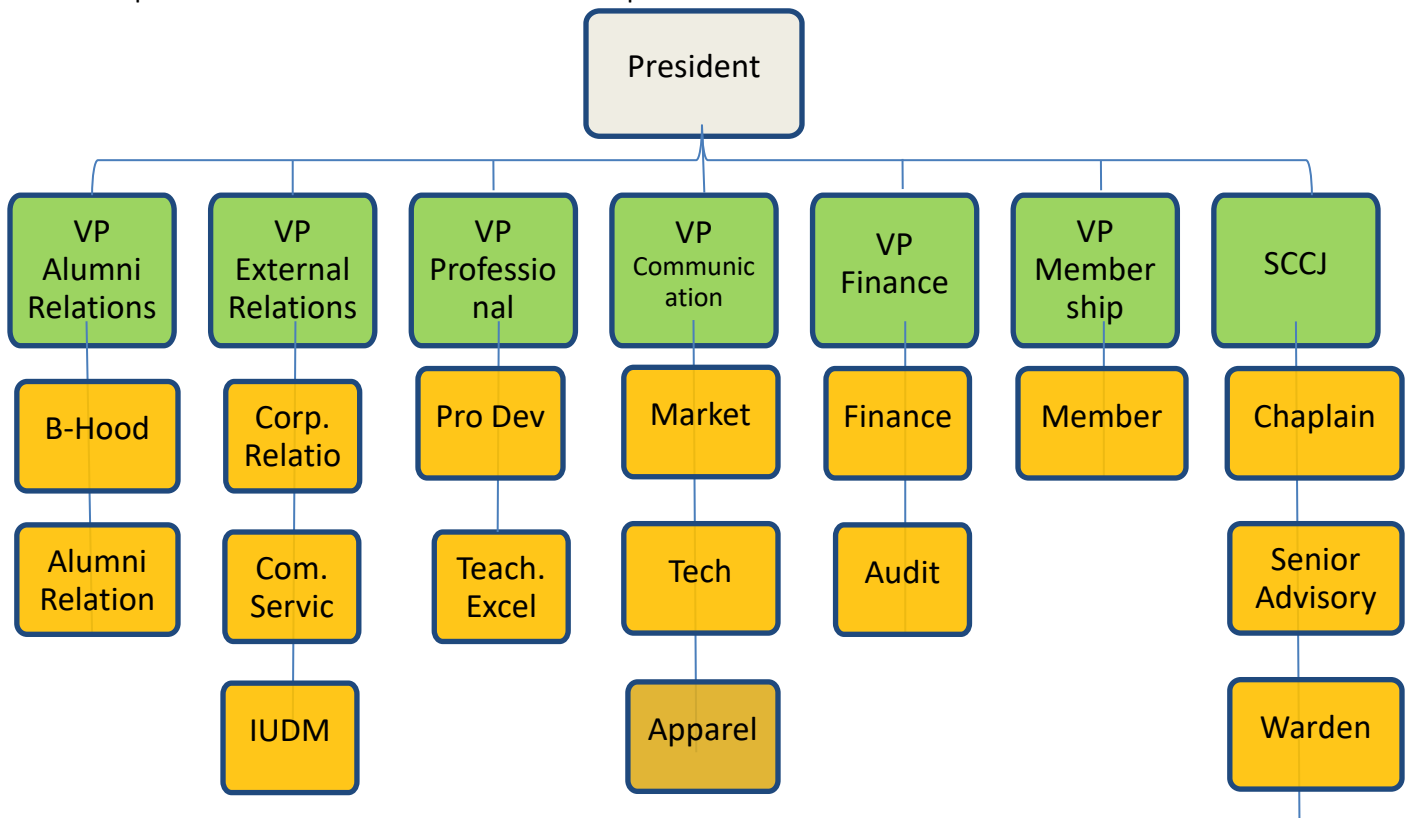 President
VP
Alumni
Relations
VP
External
Relations
VP
Professio
nal
VP
Communic
ation
VP
Finance
VP
Member
ship
SCCJ
B-Hood
Corp.
Relatio
Pro Dev
Market
Finance
Member
Chaplain
Alumni
Relation
Com.
Servic
Teach.
Excel
Tech
Audit
Senior
Advisory
IUDM
Apparel
Warden